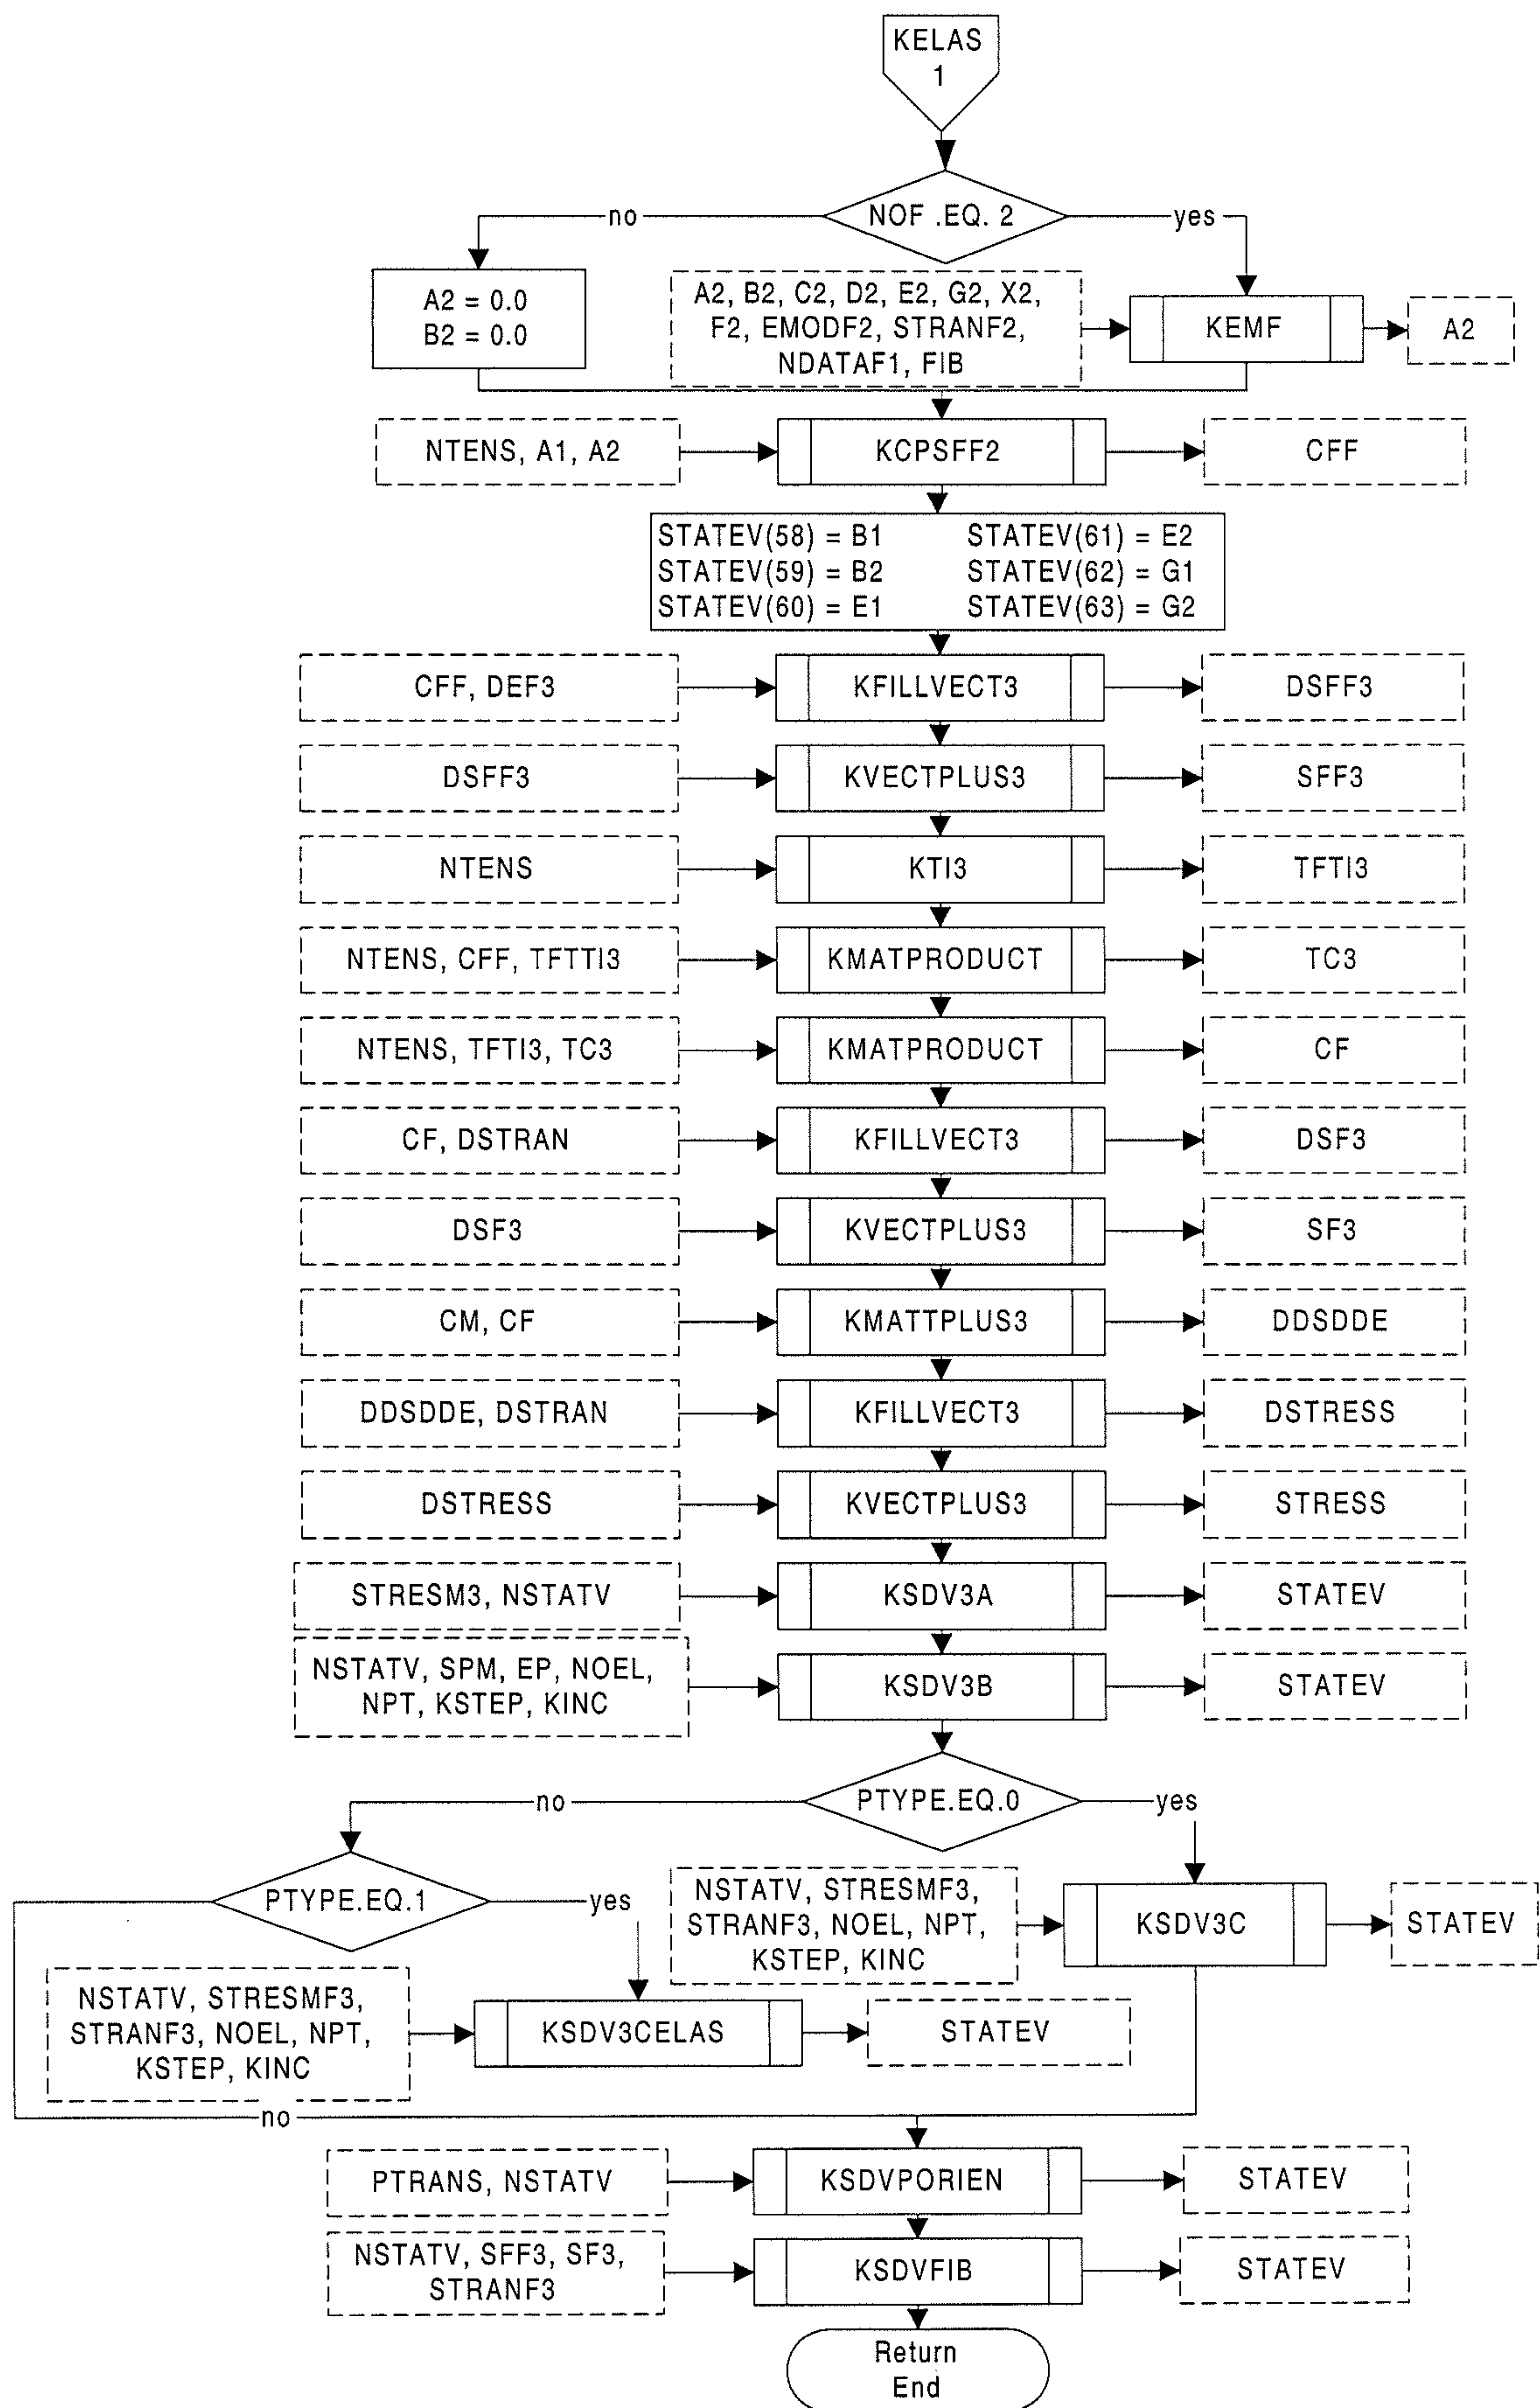 KELAS
1
NOF .EQ. 2
no
yes
A2 = 0.0
B2 = 0.0
A2, B2, C2, D2, E2, G2, X2,
F2, EMODF2, STRANF2,
NDATAF1, FIB
KEMF
A2
NTENS, A1, A2
KCPSFF2
CFF
STATEV(58) = B1 STATEV(61) = E2
STATEV(59) = B2 STATEV(62) = G1
STATEV(60) = E1 STATEV(63) = G2
CFF, DEF3
KFILLVECT3
DSFF3
DSFF3
KVECTPLUS3
SFF3
NTENS
KTI3
TFTI3
NTENS, CFF, TFTTI3
KMATPRODUCT
TC3
NTENS, TFTI3, TC3
KMATPRODUCT
CF
CF, DSTRAN
KFILLVECT3
DSF3
DSF3
KVECTPLUS3
SF3
CM, CF
KMATTPLUS3
DDSDDE
DDSDDE, DSTRAN
KFILLVECT3
DSTRESS
DSTRESS
KVECTPLUS3
STRESS
STRESM3, NSTATV
KSDV3A
STATEV
NSTATV, SPM, EP, NOEL,
NPT, KSTEP, KINC
KSDV3B
STATEV
PTYPE.EQ.0
no
yes
PTYPE.EQ.1
yes
NSTATV, STRESMF3,
STRANF3, NOEL, NPT,
KSTEP, KINC
KSDV3C
STATEV
NSTATV, STRESMF3,
STRANF3, NOEL, NPT,
KSTEP, KINC
KSDV3CELAS
STATEV
no
PTRANS, NSTATV
KSDVPORIEN
STATEV
NSTATV, SFF3, SF3,
STRANF3
KSDVFIB
STATEV
Return
End